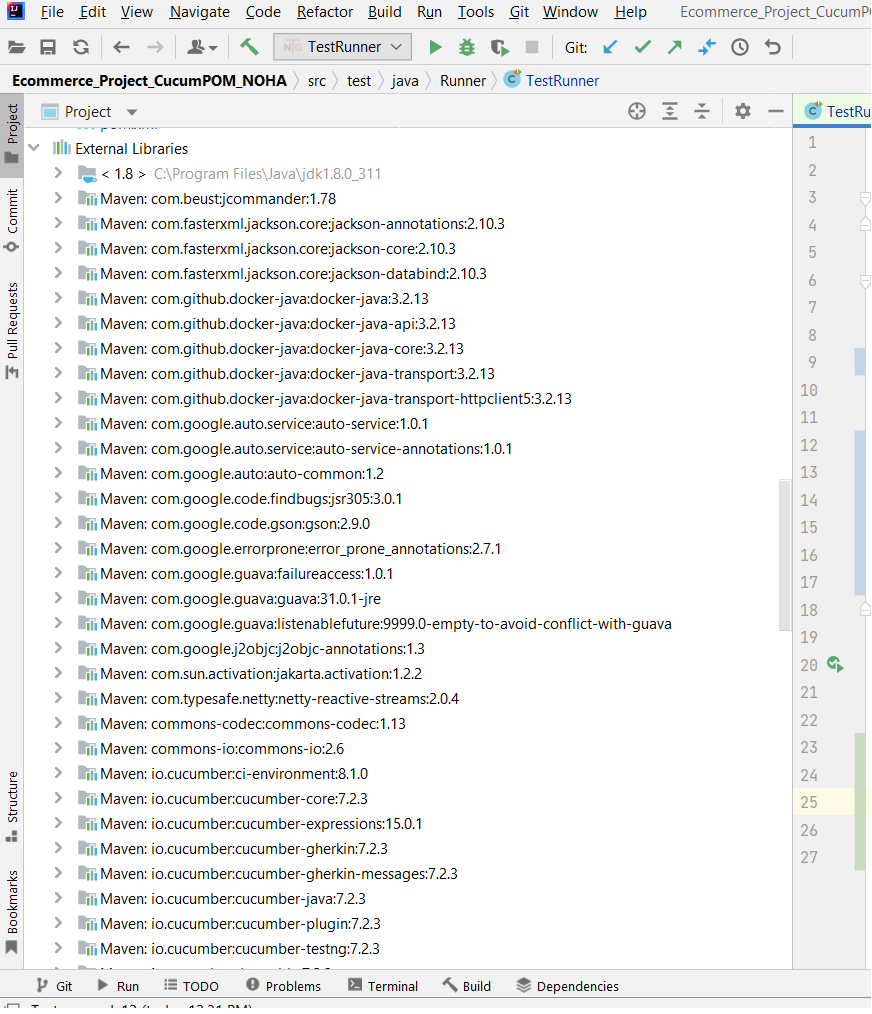 File Edit View Navigate Code Refactor Build Run Tools Git Window Help Ecommerce_Project_CucumPO
TestRunner Git:
Ecommerce_Project_CucumPOM_NOHA src test java Runner TestRunner
Project
Project
TestRu
External Libraries
< 1.8 > C:\Program Files\Java\jdk1.8.0_311
Maven: com.beust:jcommander:1.78
Maven: com.fasterxml.jackson.core:jackson-annotations:2.10.3
Maven: com.fasterxml.jackson.core:jackson-core:2.10.3
Maven: com.fasterxml.jackson.core:jackson-databind:2.10.3
Maven: com.github.docker-java:docker-java:3.2.13
Maven: com.github.docker-java:docker-java-api:3.2.13
Maven: com.github.docker-java:docker-java-core:3.2.13
Maven: com.github.docker-java:docker-java-transport:3.2.13
Maven: com.github.docker-java:docker-java-transport-httpclient5:3.2.13
Maven: com.google.auto.service:auto-service:1.0.1
Maven: com.google.auto.service:auto-service-annotations:1.0.1
Maven: com.google.auto:auto-common:1.2
Maven: com.google.code.findbugs:jsr305:3.0.1
Maven: com.google.code.gson:gson:2.9.0
Maven: com.google.errorprone:error_prone_annotations:2.7.1
Maven: com.google.guava:failureaccess:1.0.1
Maven: com.google.guava:guava:31.0.1-jre
Maven: com.google.guava:listenablefuture:9999.0-empty-to-avoid-conflict-with-guava
Maven: com.google.j2objc:j2objc-annotations:1.3
Maven: com.sun.activation:jakarta.activation:1.2.2
Maven: com.typesafe.netty:netty-reactive-streams:2.0.4
Maven: commons-codec:commons-codec:1.13
Maven: commons-io:commons-io:2.6
Maven: io.cucumber:ci-environment:8.1.0
Maven: io.cucumber:cucumber-core:7.2.3
Maven: io.cucumber:cucumber-expressions:15.0.1
Maven: io.cucumber:cucumber-gherkin:7.2.3
Maven: io.cucumber:cucumber-gherkin-messages:7.2.3
Maven: io.cucumber:cucumber-java:7.2.3
Maven: io.cucumber:cucumber-plugin:7.2.3
Maven: io.cucumber:cucumber-testng:7.2.3
Commit
Pull Requests
Structure
Bookmarks
1
2
3
4
5
6
7
8
9
10
11
12
13
14
15
16
17
18
19
20
21
22
23
24
25
26
27
Git Run TODO Problems Terminal Build Dependencies